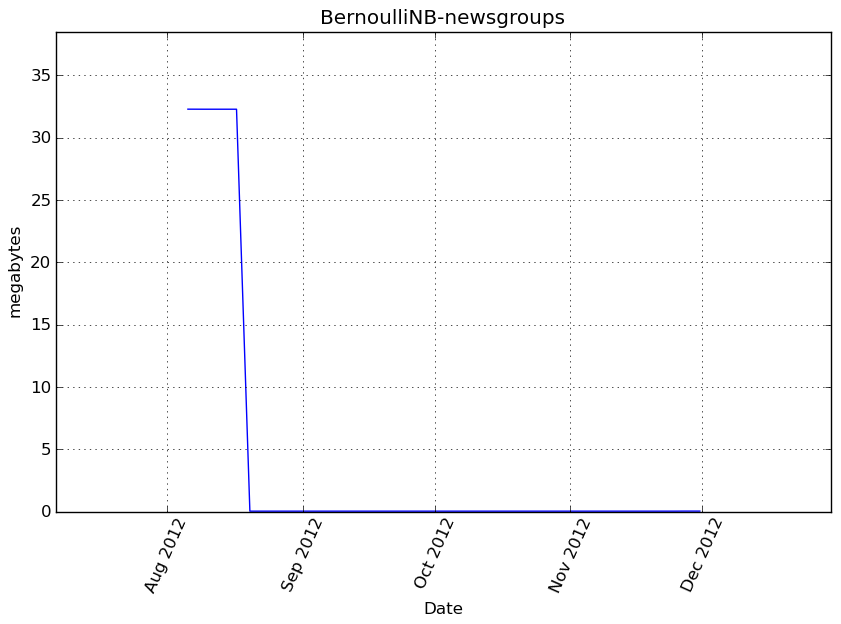 BernoulliNB-newsgroups
megabytes
35
30
25
20
15
10
5
0
Aug 2012
Sep 2012
Oct 2012
Nov 2012
Dec 2012
Date